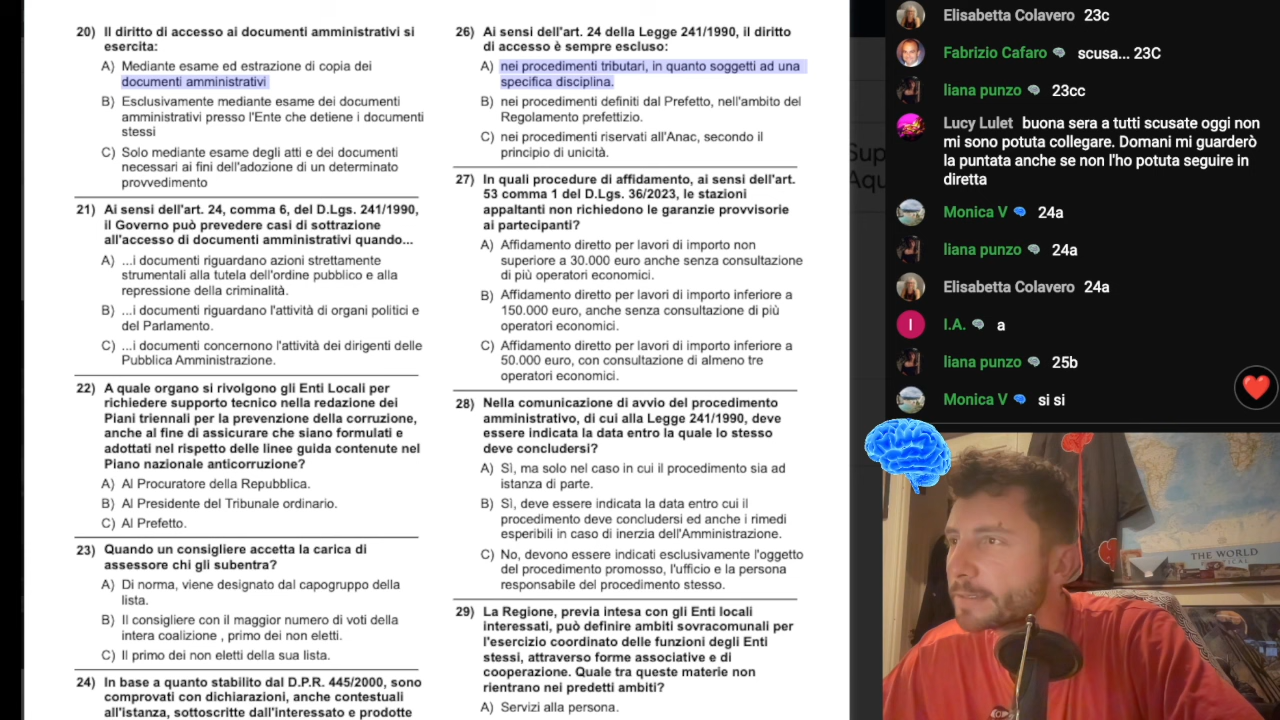 20) Il diritto di accesso ai documenti amministrativi si
esercita:
A) Mediante esame ed estrazione di copia dei
documenti amministrativi
B) Esclusivamente mediante esame dei documenti
amministrativi presso l'Ente che detiene i documenti
stessi
C) Solo mediante esame degli atti e dei documenti
necessari ai fini dell'adozione di un determinato
provvedimento
21) Ai sensi dell'art. 24, comma 6, del D.Lgs. 241/1990,
il Governo può prevedere casi di sottrazione
all'accesso di documenti amministrativi quando...
A) ...i documenti riguardano azioni strettamente
strumentali alla tutela dell'ordine pubblico e alla
repressione della criminalità.
B) ...i documenti riguardano l'attività di organi politici e
del Parlamento.
C) ...i documenti concernono l'attività dei dirigenti delle
Pubblica Amministrazione.
22) A quale organo si rivolgono gli Enti Locali per
richiedere supporto tecnico nella redazione dei
Piani triennali per la prevenzione della corruzione,
anche al fine di assicurare che siano formulati e
adottati nel rispetto delle linee guida contenute nel
Piano nazionale anticorruzione?
A) Al Procuratore della Repubblica.
B) Al Presidente del Tribunale ordinario.
C) Al Prefetto.
23) Quando un consigliere accetta la carica di
assessore chi gli subentra?
A) Di norma, viene designato dal capogruppo della
lista.
B) Il consigliere con il maggior numero di voti della
intera coalizione , primo dei non eletti.
C) Il primo dei non eletti della sua lista.
24) In base a quanto stabilito dal D.P.R. 445/2000, sono
comprovati con dichiarazioni, anche contestuali
all'istanza, sottoscritte dall'interessato e prodotte
26) Ai sensi dell'art. 24 della Legge 241/1990, il diritto
di accesso è sempre escluso:
A) nei procedimenti tributari, in quanto soggetti ad una
specifica disciplina.
B) nei procedimenti definiti dal Prefetto, nell'ambito del
Regolamento prefettizio.
C) nei procedimenti riservati all'Anac, secondo il
principio di unicità.
27) In quali procedure di affidamento, ai sensi dell'art.
53 comma 1 del D.Lgs. 36/2023, le stazioni
appaltanti non richiedono le garanzie provvisorie
ai partecipanti?
A) Affidamento diretto per lavori di importo non
superiore a 30.000 euro anche senza consultazione
di più operatori economici.
B) Affidamento diretto per lavori di importo inferiore a
150.000 euro, anche senza consultazione di più
operatori economici.
C) Affidamento diretto per lavori di importo inferiore a
50.000 euro, con consultazione di almeno tre
operatori economici.
28) Nella comunicazione di avvio del procedimento
amministrativo, di cui alla Legge 241/1990, deve
essere indicata la data entro la quale lo stesso
deve concludersi?
A) Sì, ma solo nel caso in cui il procedimento sia ad
istanza di parte.
B) Sì, deve essere indicata la data entro cui il
procedimento deve concludersi ed anche i rimedi
esperibili in caso di inerzia dell'Amministrazione.
C) No, devono essere indicati esclusivamente l'oggetto
del procedimento promosso, l'ufficio e la persona
responsabile del procedimento stesso.
29) La Regione, previa intesa con gli Enti locali
interessati, può definire ambiti sovracomunali per
l'esercizio coordinato delle funzioni degli Enti
stessi, attraverso forme associative e di
cooperazione. Quale tra queste materie non
rientrano nei predetti ambiti?
A) Servizi alla persona.
Elisabetta Colavero 23c
Fabrizio Cafaro scusa... 23C
liana punzo 23cc
Lucy Lulet buona sera a tutti scusate oggi non
mi sono potuta collegare. Domani mi guarderò
la puntata anche se non l'ho potuta seguire in
diretta
Monica V 24a
liana punzo 24a
Elisabetta Colavero 24a
I I.A. a
liana punzo 25b
Monica V si si
THE WORLD